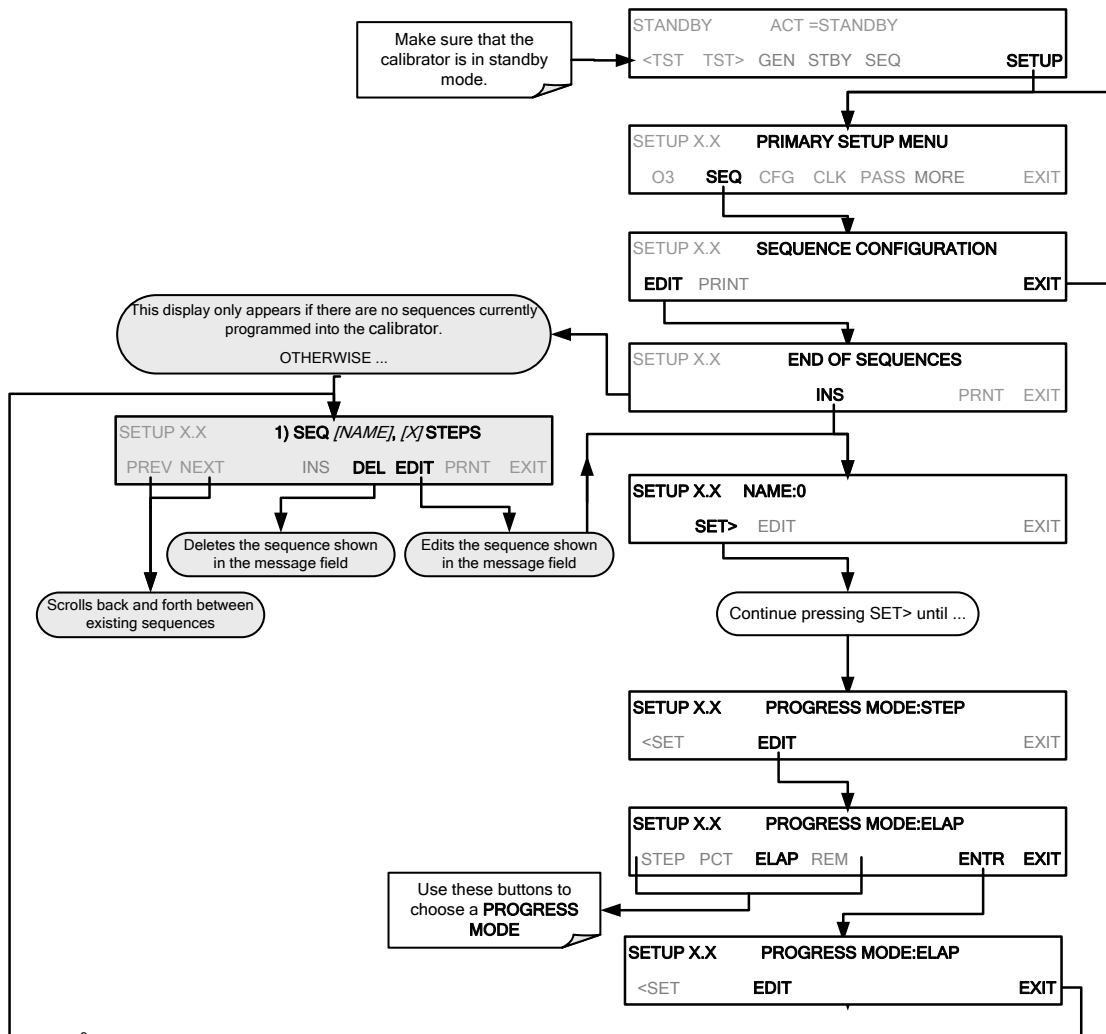 Make sure that the
calibrator is in standby
mode.
STANDBY ACT =STANDBY
<TST TST> GEN STBY SEQ SETUP
SETUP X.X PRIMARY SETUP MENU
O3 SEQ CFG CLK PASS MORE EXIT
SETUP X.X SEQUENCE CONFIGURATION
EDIT PRINT EXIT
This display only appears if there are no sequences currently
programmed into the calibrator.
OTHERWISE ...
SETUP X.X END OF SEQUENCES
INS PRNT EXIT
SETUP X.X 1) SEQ [NAME], [X] STEPS
PREV NEXT INS DEL EDIT PRNT EXIT
Deletes the sequence shown
in the message field
Edits the sequence shown
in the message field
Scrolls back and forth between
existing sequences
SETUP X.X NAME:0
SET> EDIT EXIT
Continue pressing SET> until ...
SETUP X.X PROGRESS MODE:STEP
<SET EDIT EXIT
SETUP X.X PROGRESS MODE:ELAP
STEP PCT ELAP REM ENTR EXIT
Use these buttons to
choose a PROGRESS
MODE
SETUP X.X PROGRESS MODE:ELAP
<SET EDIT EXIT